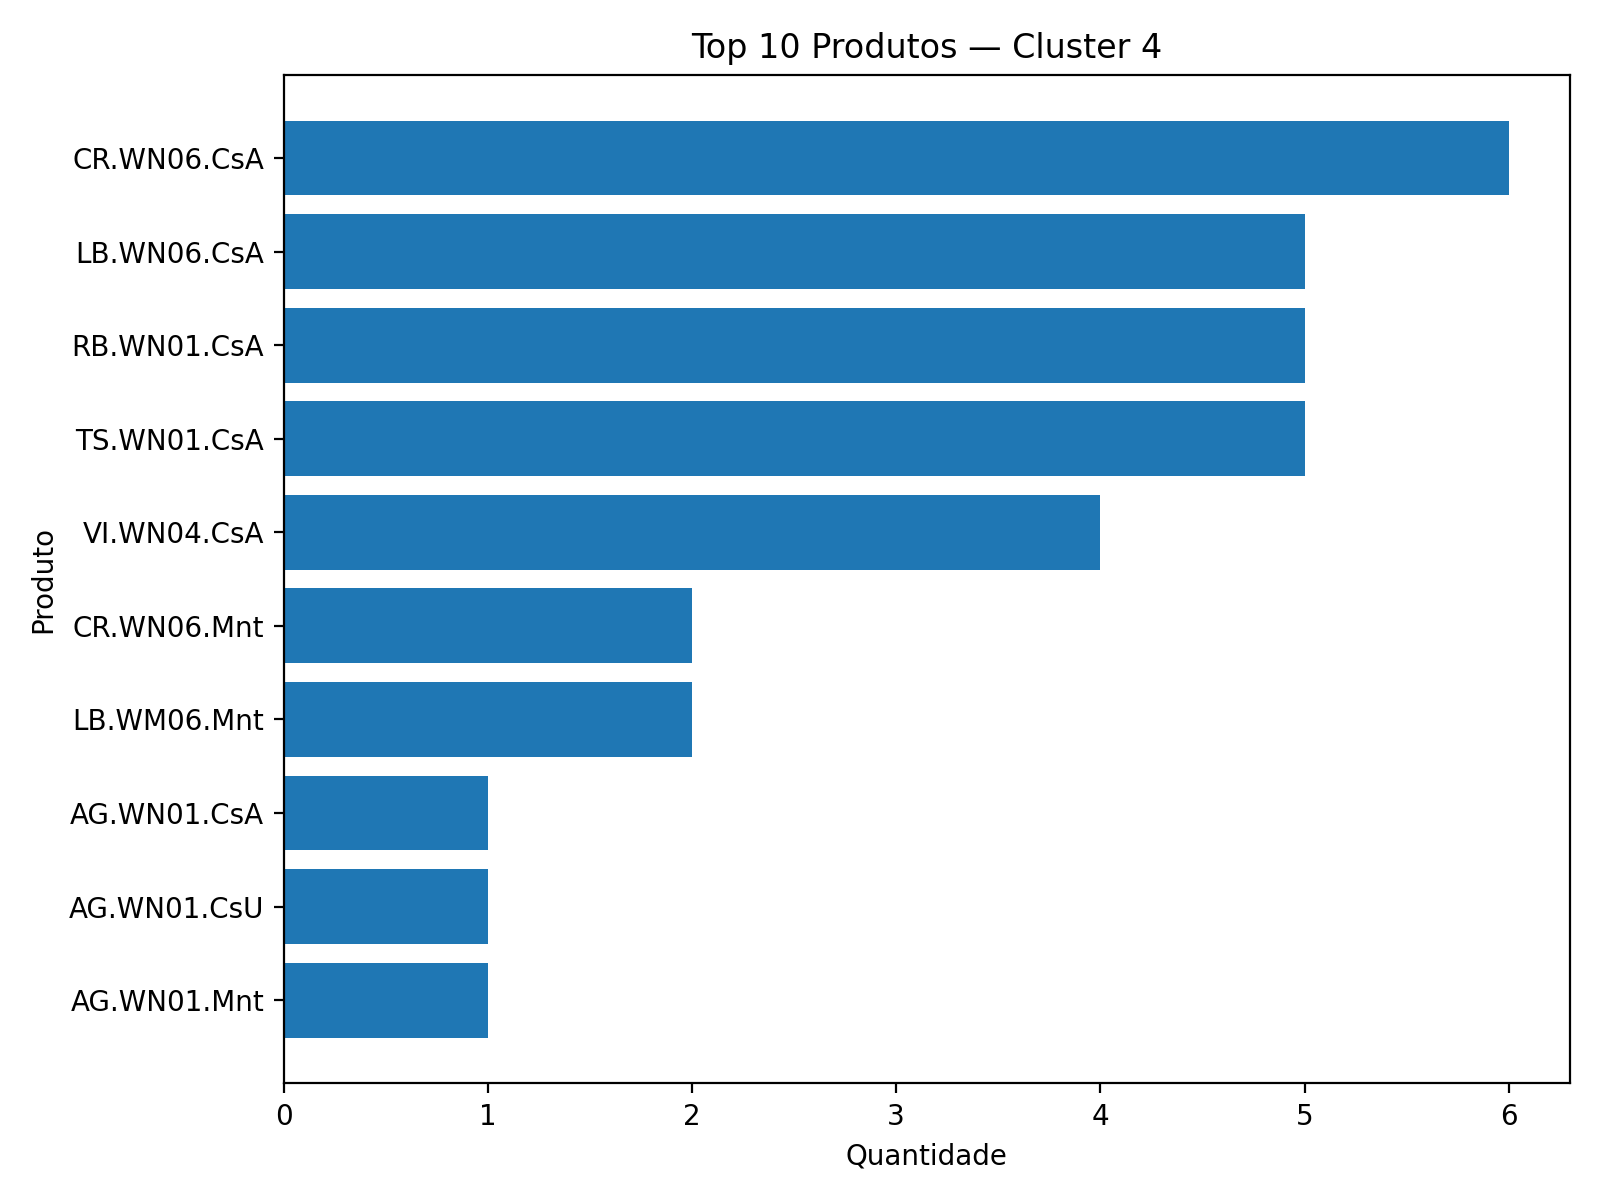 Top 10 Produtos — Cluster 4
CR.WN06.CsA
LB.WN06.CsA
RB.WN01.CsA
TS.WN01.CsA
VI.WN04.CsA
CR.WN06.Mnt
LB.WM06.Mnt
AG.WN01.CsA
AG.WN01.CsU
AG.WN01.Mnt
Produto
0 1 2 3 4 5 6
Quantidade